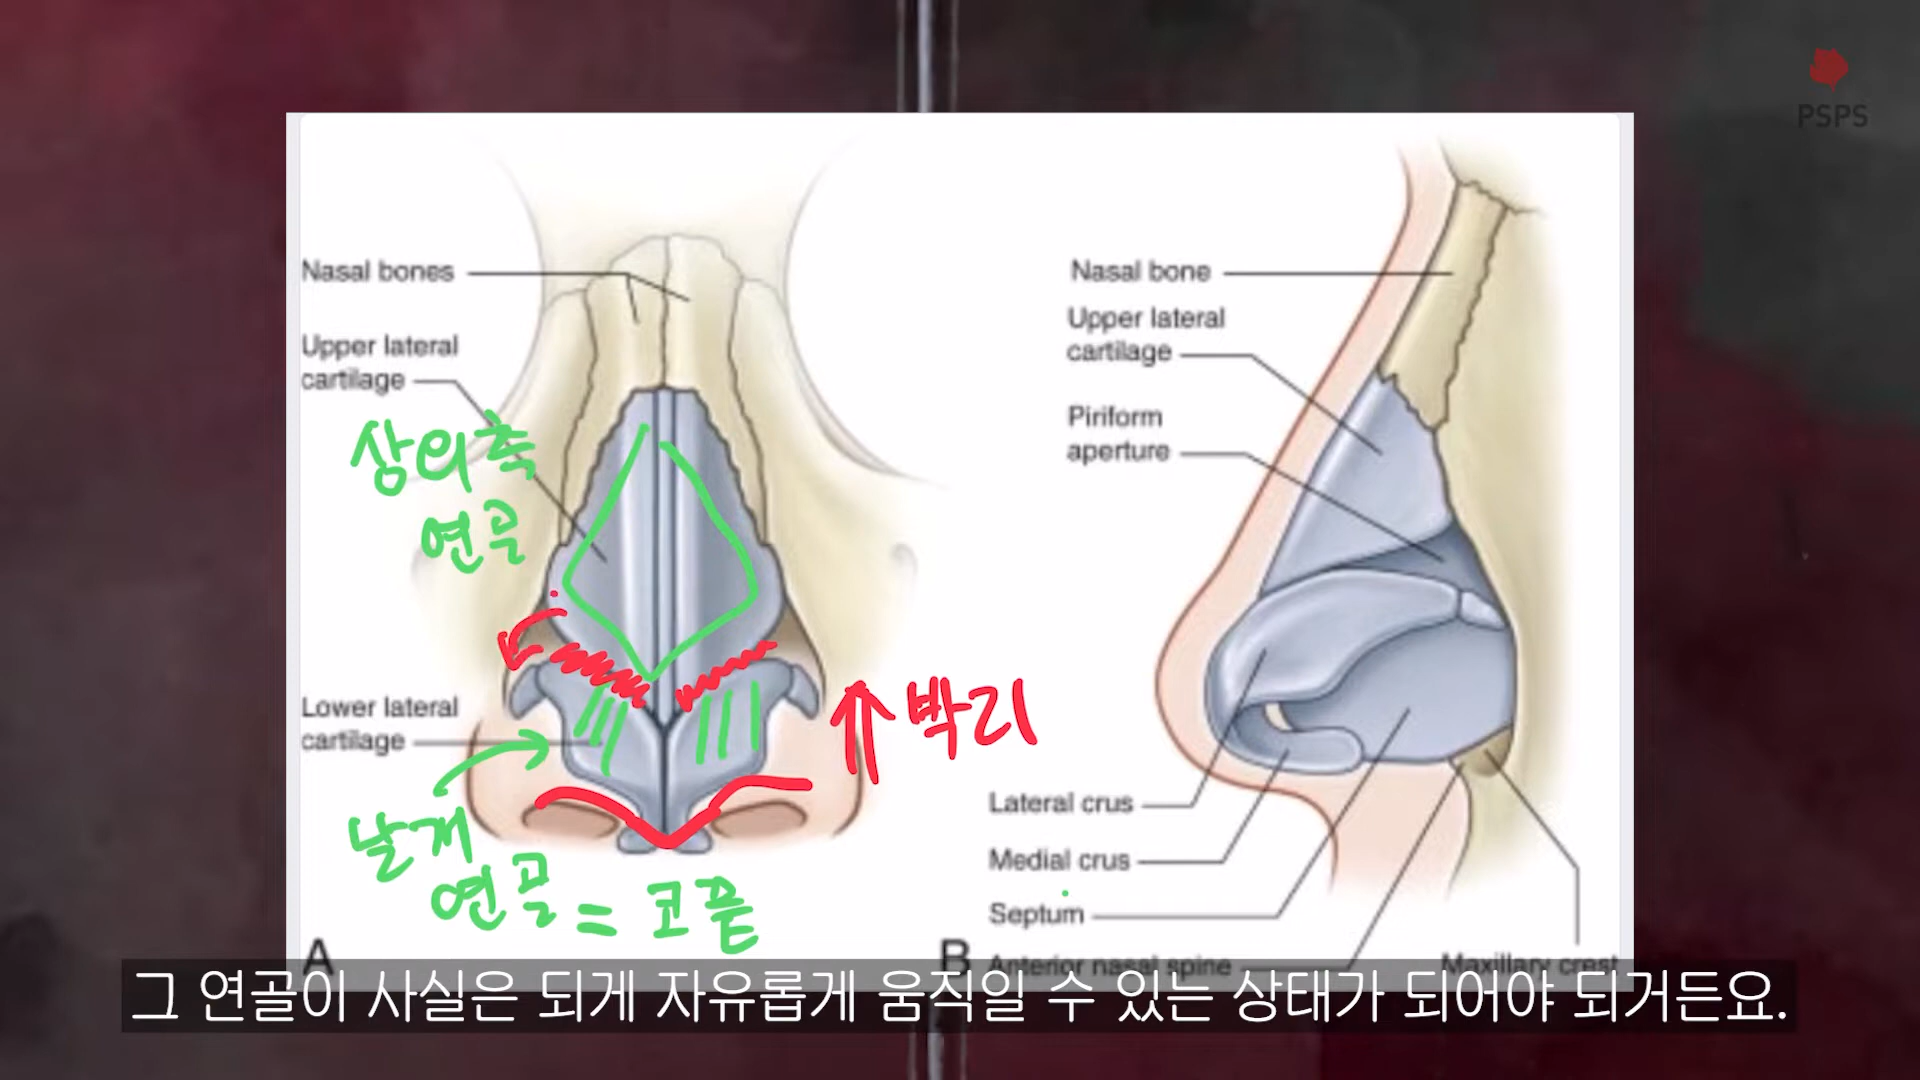 PSPS
Nasal bones
Upper lateral
cartilage
상외측
연골
Lower lateral
cartilage
날개
연골 = 코끝
박리
A
Nasal bone
Upper lateral
cartilage
Piriform
aperture
Lateral crus
Medial crus
Septum
Anterior nasal spine
Maxillary crest
B
그 연골이 사실은 되게 자유롭게 움직일 수 있는 상태가 되어야 되거든요.